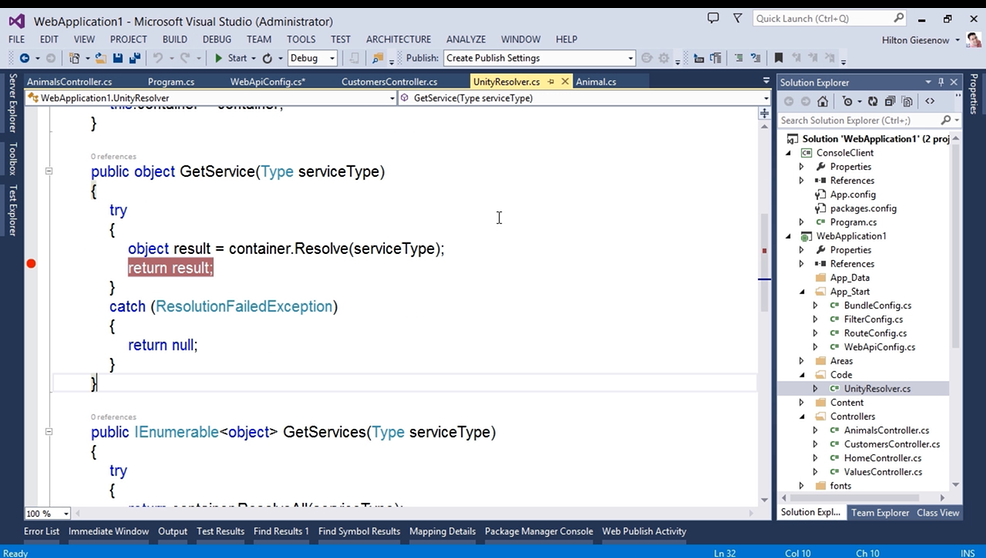 WebApplication1 - Microsoft Visual Studio (Administrator)
Quick Launch (Ctrl+Q)
FILE EDIT VIEW PROJECT BUILD DEBUG TEAM TOOLS TEST ARCHITECTURE ANALYZE WINDOW HELP
Hilton Giesenow
Start Debug Publish: Create Publish Settings
AnimalsController.cs Program.cs WebApiConfig.cs* CustomersController.cs UnityResolver.cs Animal.cs
WebApplication1.UnityResolver GetService(Type serviceType)
}
0 references
public object GetService(Type serviceType)
{
try
{
object result = container.Resolve(serviceType);
return result;
}
catch (ResolutionFailedException)
{
return null;
}
}
0 references
public IEnumerable<object> GetServices(Type serviceType)
{
try
{
return container.ResolveAll(serviceType);
100 %
Server Explorer
Toolbox
Test Explorer
Solution Explorer
Search Solution Explorer (Ctrl+;)
Solution 'WebApplication1' (2 proj
ConsoleClient
Properties
References
App.config
packages.config
Program.cs
WebApplication1
Properties
References
App_Data
App_Start
BundleConfig.cs
FilterConfig.cs
RouteConfig.cs
WebApiConfig.cs
Areas
Code
UnityResolver.cs
Content
Controllers
AnimalsController.cs
CustomersController.cs
HomeController.cs
ValuesController.cs
fonts
Solution Expl... Team Explorer Class View
Properties
Error List Immediate Window Output Test Results Find Results 1 Find Symbol Results Mapping Details Package Manager Console Web Publish Activity
Ready Ln 32 Col 10 Ch 10 INS